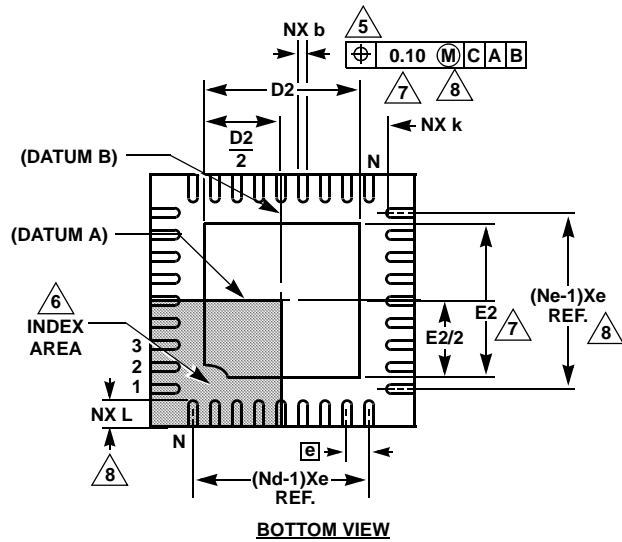 NX b
5
⌖ 0.10 Ⓜ C A B
7
8
D2
D2
2
NX k
(DATUM B)
N
(DATUM A)
6
INDEX
AREA
3
2
1
NX L
8
N
E2/2
E2
7
(Ne-1)Xe
REF.
8
e
(Nd-1)Xe
REF.
BOTTOM VIEW